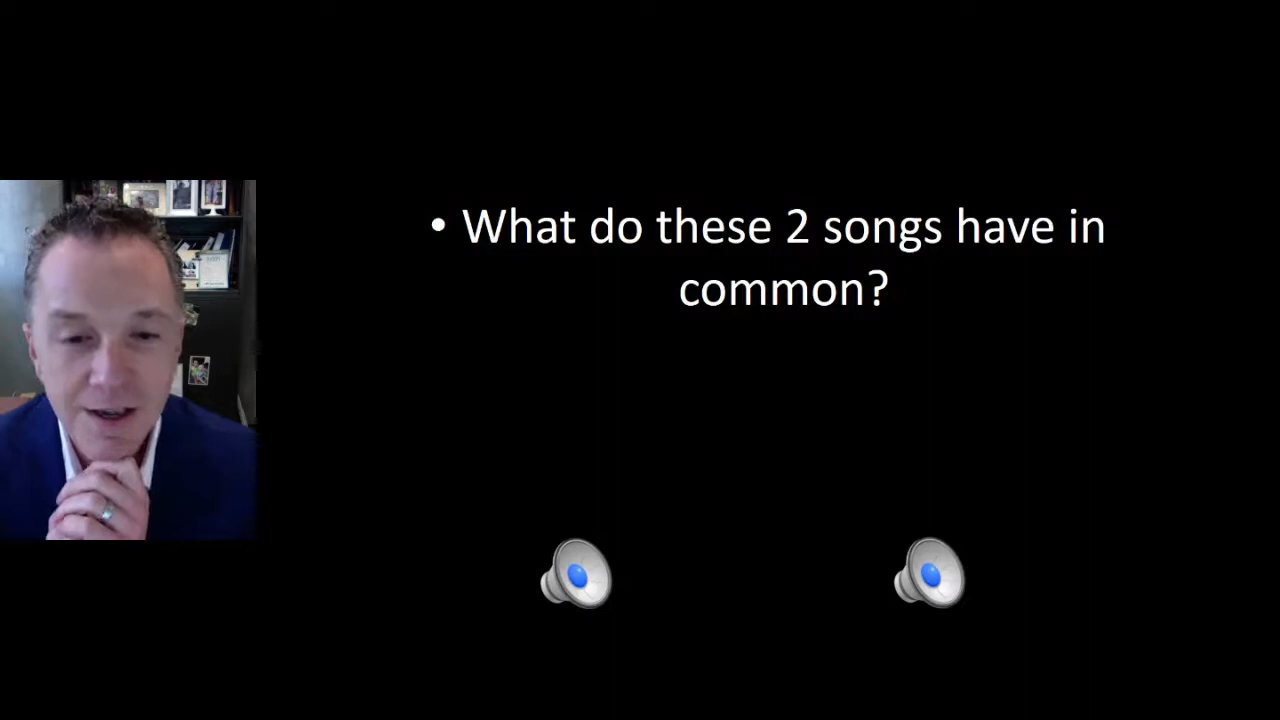 • What do these 2 songs have in
common?